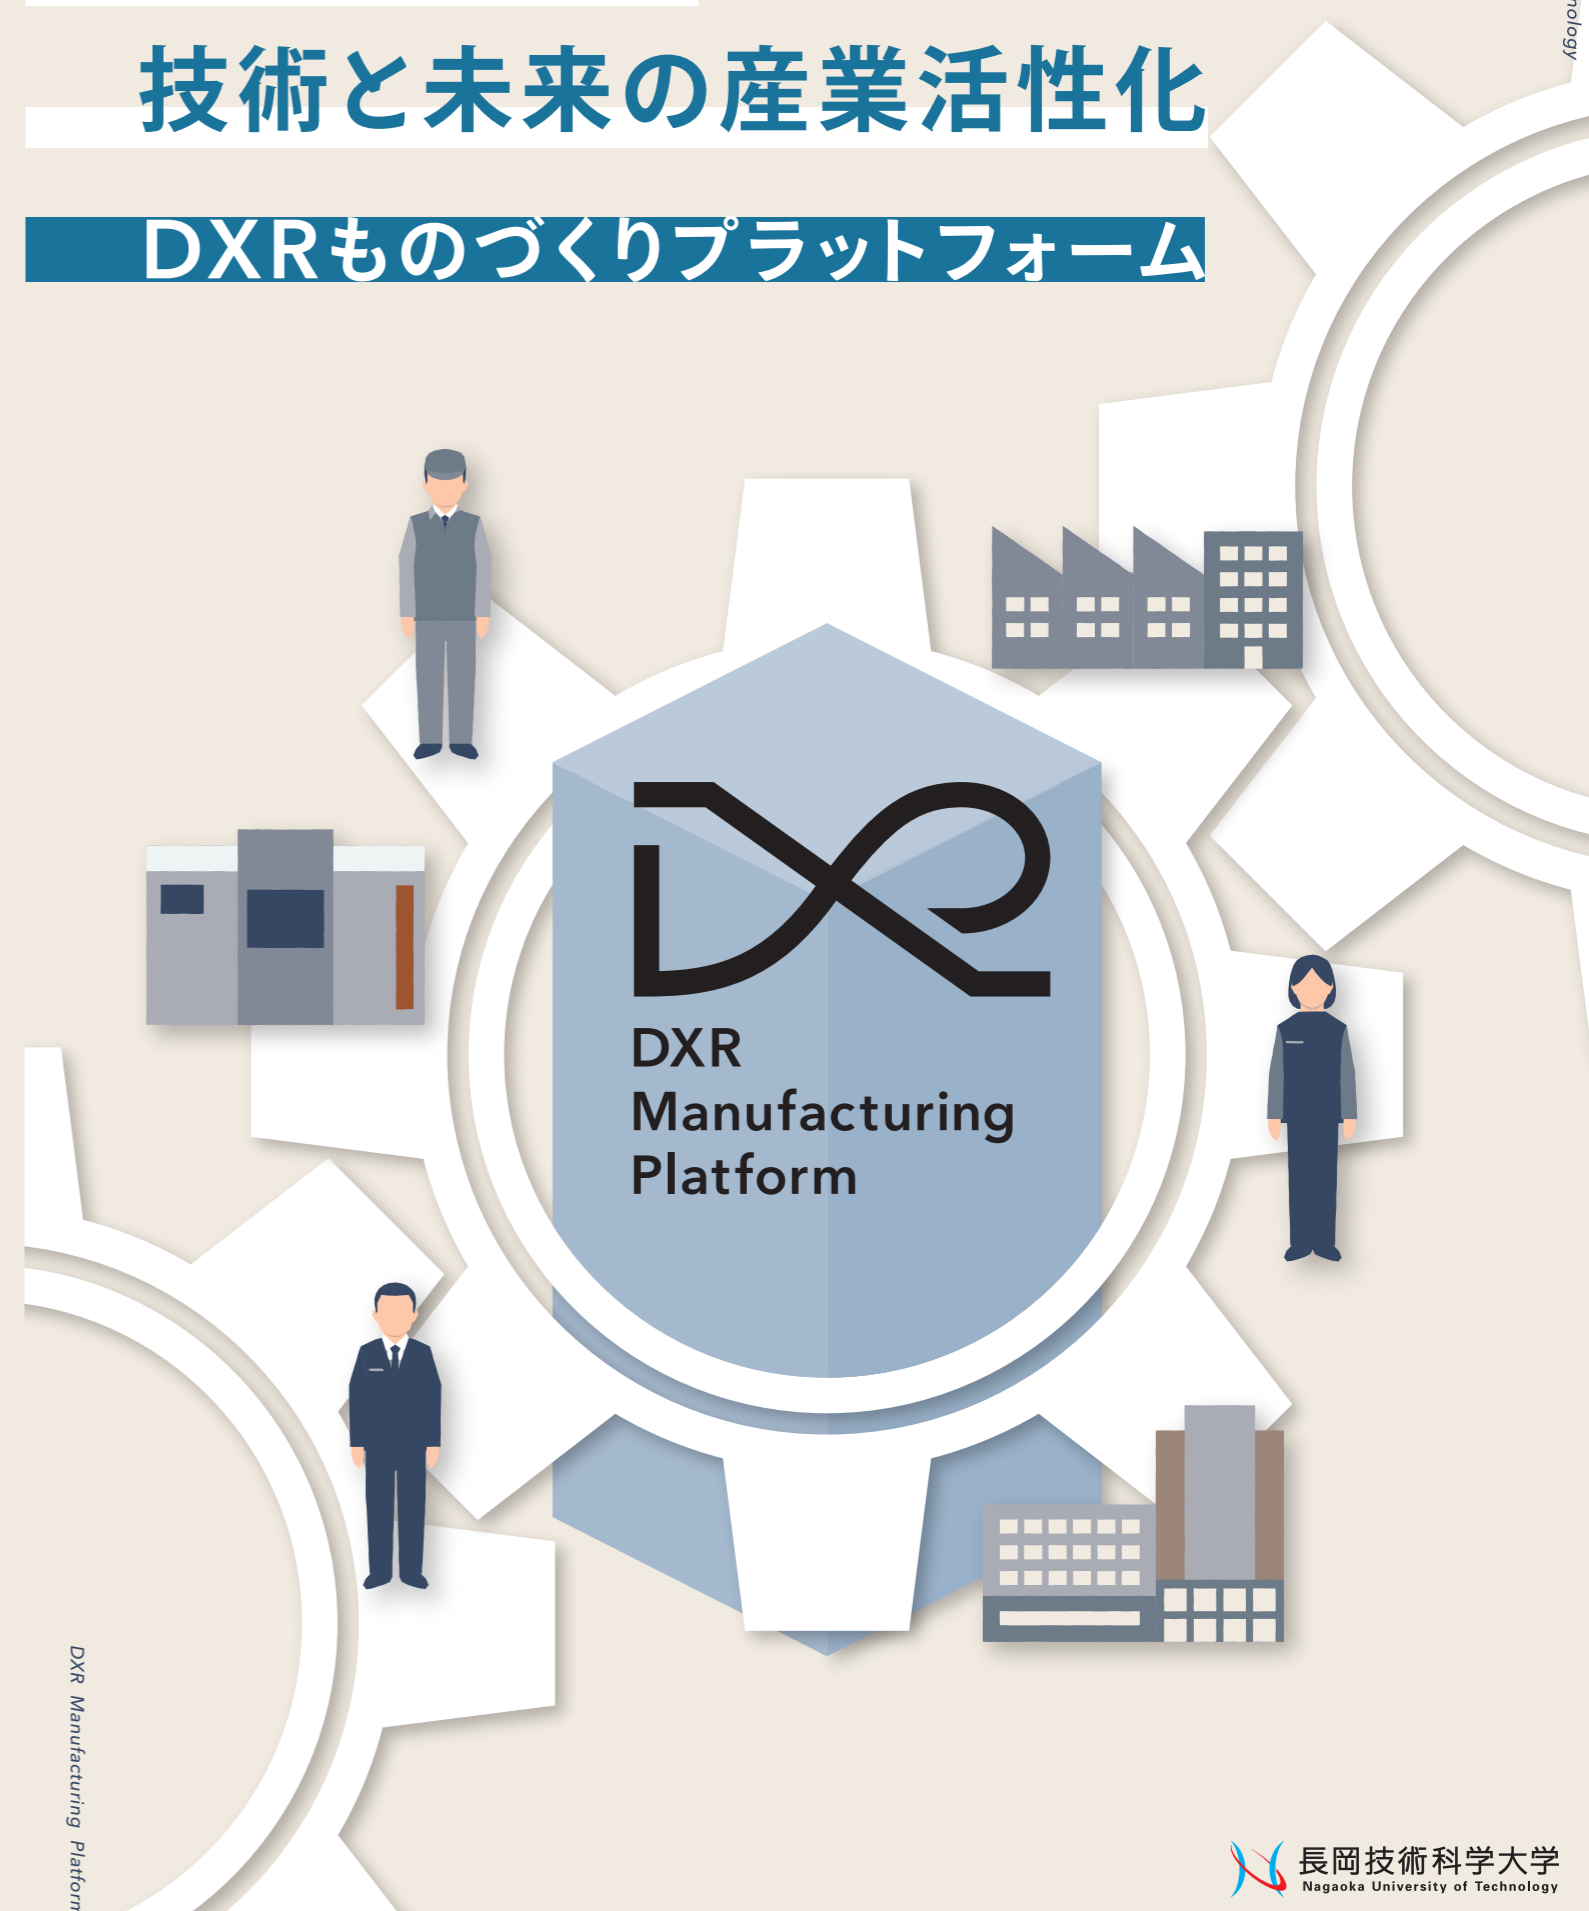 技術と未来の産業活性化
DXRものづくりプラットフォーム
DXR
DXR
Manufacturing
Platform
DXR Manufacturing
長岡技術科学大学
Nagaoka University of Technology